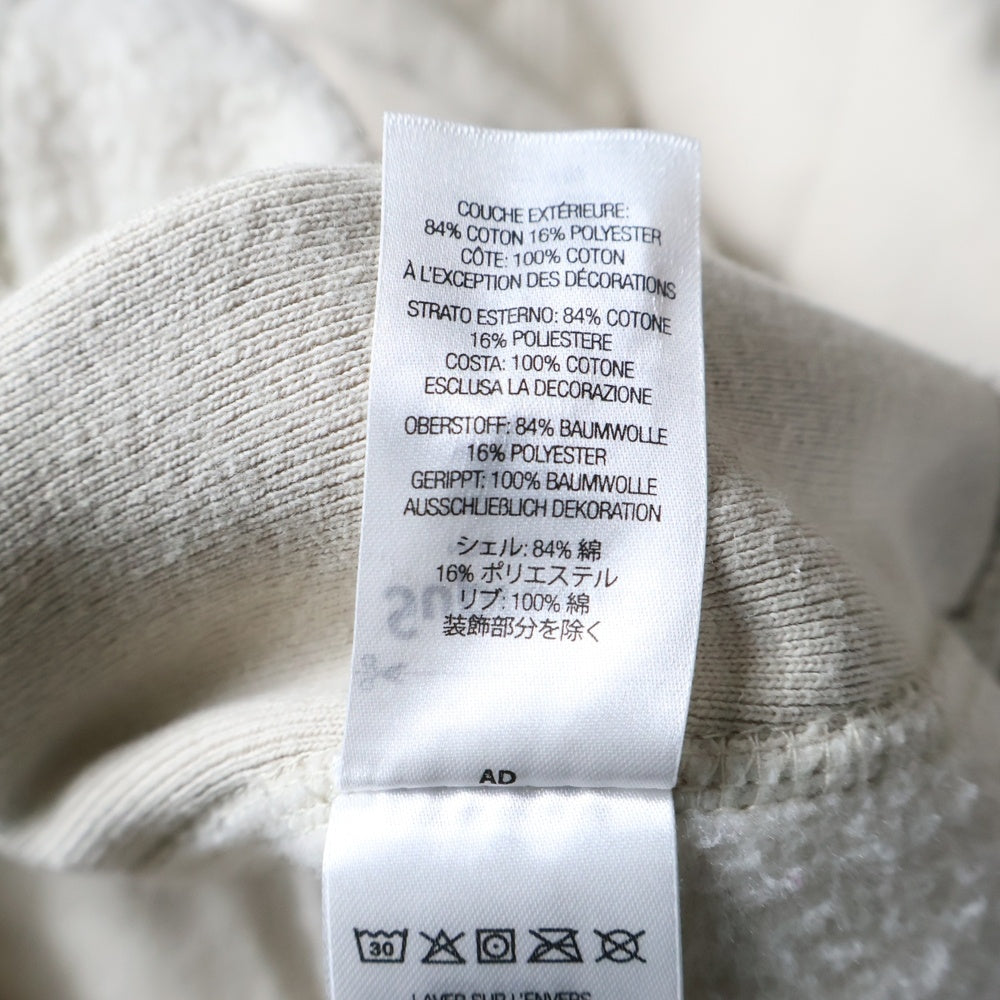 COUCHE EXTÉRIEURE:
84% COTON 16% POLYESTER
CÔTE: 100% COTON
À L'EXCEPTION DES DÉCORATIONS
STRATO ESTERNO: 84% COTONE
16% POLIESTERE
COSTA: 100% COTONE
ESCLUSA LA DECORAZIONE
OBERSTOFF: 84% BAUMWOLLE
16% POLYESTER
GERIPPT: 100% BAUMWOLLE
AUSSCHLIEBLICH DEKORATION
シェル: 84% 綿
16% ポリエステル
リブ: 100% 綿
装飾部分を除く
AD
30
LAVER SUR L'ENVERS